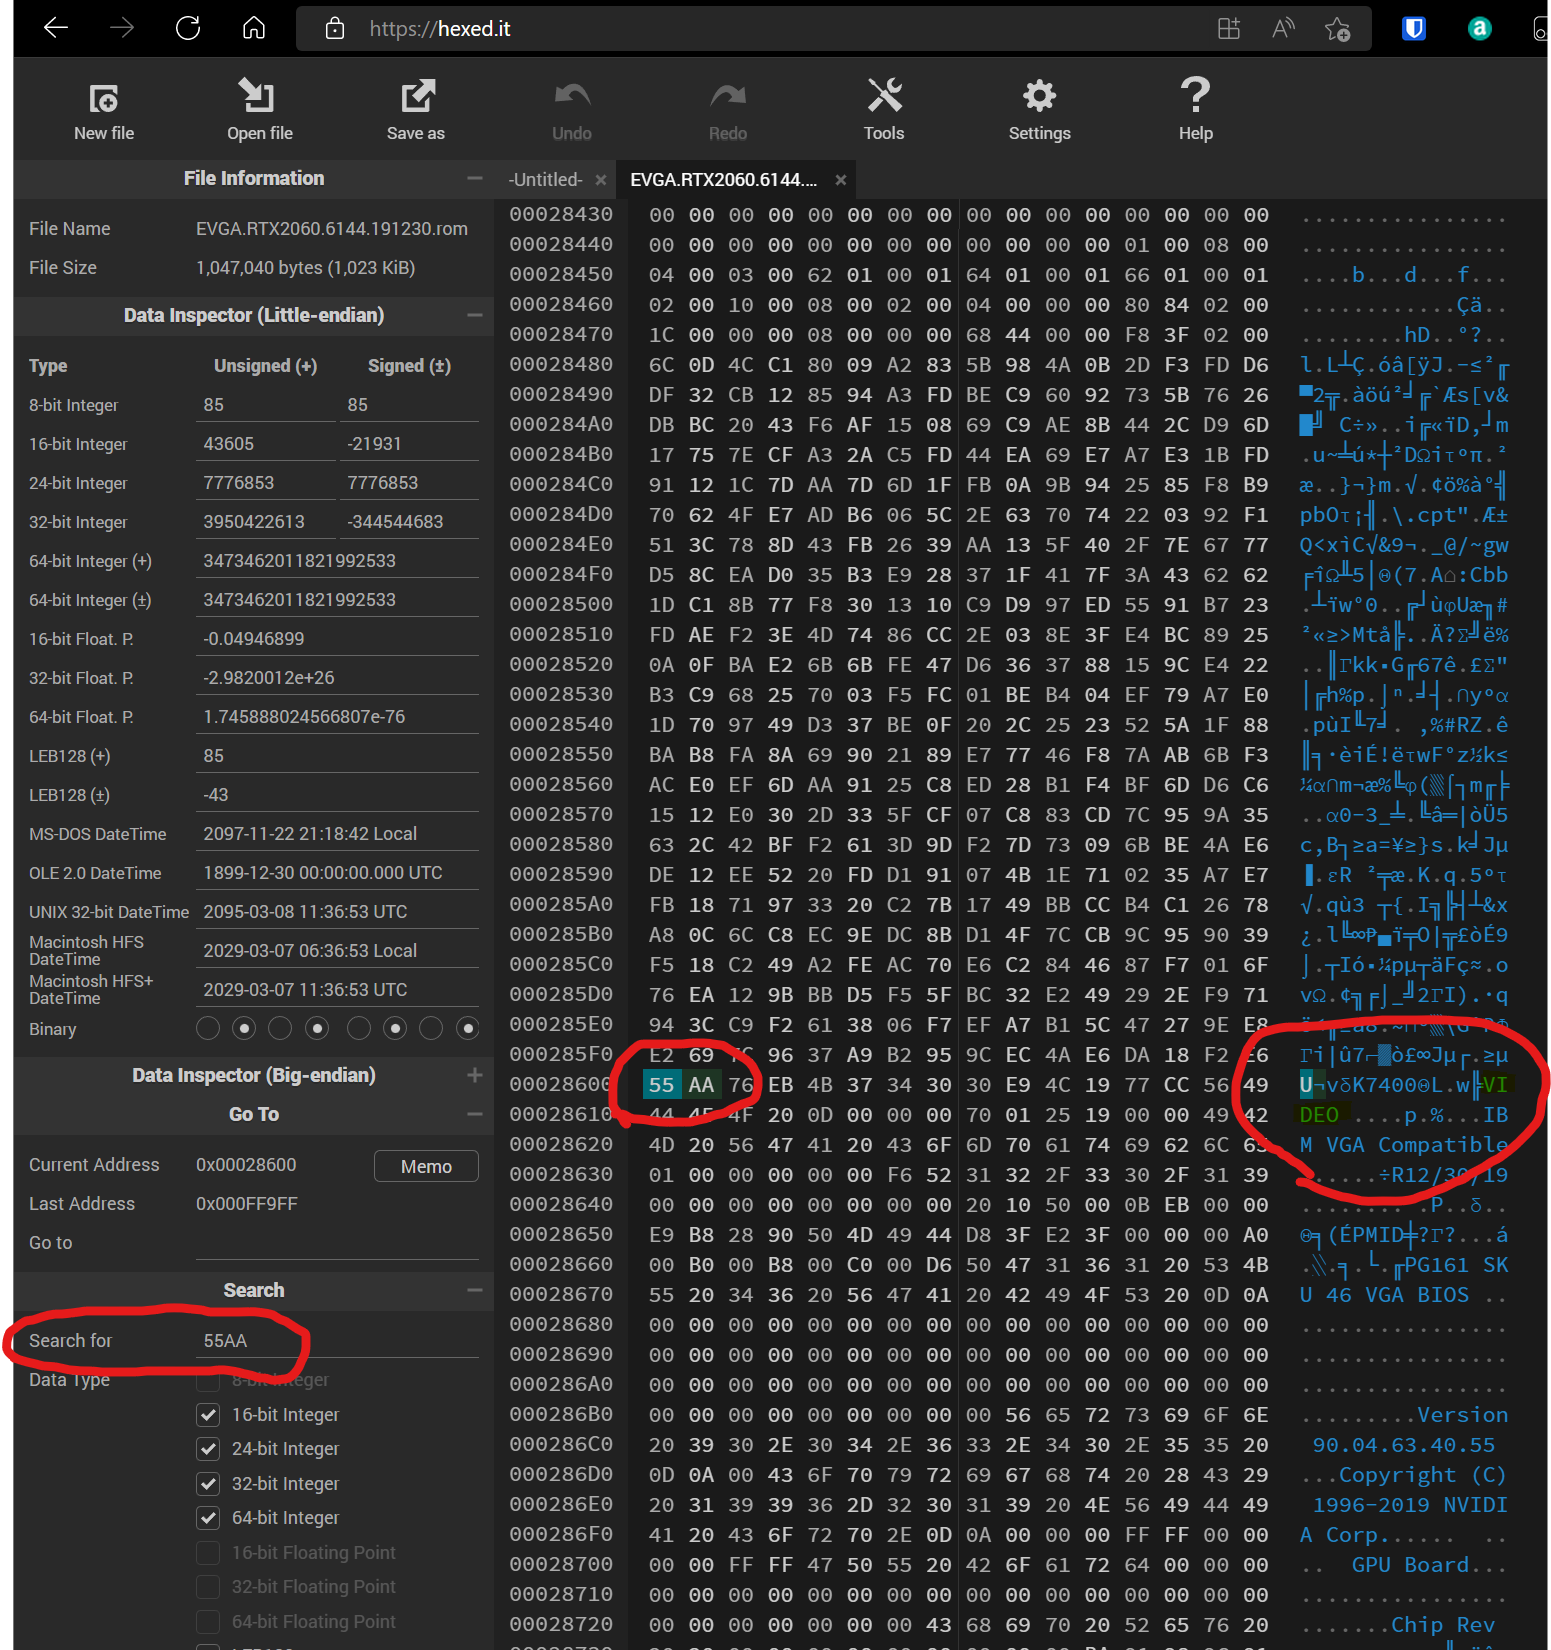 https://hexed.it
New file
Open file
Save as
Undo
Redo
Tools
Settings
Help
File Information
File Name EVGA.RTX2060.6144.191230.rom
File Size 1,047,040 bytes (1,023 KiB)
Data Inspector (Little-endian)
Type Unsigned (+) Signed (±)
8-bit Integer 85 85
16-bit Integer 43605 -21931
24-bit Integer 7776853 7776853
32-bit Integer 3950422613 -344544683
64-bit Integer (+) 3473462011821992533
64-bit Integer (±) 3473462011821992533
16-bit Float. P. -0.04946899
32-bit Float. P. -2.9820012e+26
64-bit Float. P. 1.745888024566807e-76
LEB128 (+) 85
LEB128 (±) -43
MS-DOS DateTime 2097-11-22 21:18:42 Local
OLE 2.0 DateTime 1899-12-30 00:00:00.000 UTC
UNIX 32-bit DateTime 2095-03-08 11:36:53 UTC
Macintosh HFS DateTime 2029-03-07 06:36:53 Local
Macintosh HFS+ DateTime 2029-03-07 11:36:53 UTC
Binary
Data Inspector (Big-endian)
Go To
Current Address 0x00028600 Memo
Last Address 0x000FF9FF
Go to
Search
Search for 55AA
Data Type 8-bit Integer
16-bit Integer
24-bit Integer
32-bit Integer
64-bit Integer
16-bit Floating Point
32-bit Floating Point
64-bit Floating Point
-Untitled- × EVGA.RTX2060.6144.... ×
00028430 00 00 00 00 00 00 00 00 00 00 00 00 00 00 00 00 ................
00028440 00 00 00 00 00 00 00 00 00 00 00 00 01 00 08 00 ................
00028450 04 00 03 00 62 01 00 01 64 01 00 01 66 01 00 01 ....b...d...f...
00028460 02 00 10 00 08 00 02 00 04 00 00 00 80 84 02 00 ............Çä..
00028470 1C 00 00 00 08 00 00 00 68 44 00 00 F8 3F 02 00 ........hD..°?..
00028480 6C 0D 4C C1 80 09 A2 83 5B 98 4A 0B 2D F3 FD D6
00028490 DF 32 CB 12 85 94 A3 FD BE C9 60 92 73 5B 76 26
000284A0 DB BC 20 43 F6 AF 15 08 69 C9 AE 8B 44 2C D9 6D
000284B0 17 75 7E CF A3 2A C5 FD 44 EA 69 E7 A7 E3 1B FD
000284C0 91 12 1C 7D AA 7D 6D 1F FB 0A 9B 94 25 85 F8 B9
000284D0 70 62 4F E7 AD B6 06 5C 2E 63 70 74 22 03 92 F1
000284E0 51 3C 78 8D 43 FB 26 39 AA 13 5F 40 2F 7E 67 77
000284F0 D5 8C EA D0 35 B3 E9 28 37 1F 41 7F 3A 43 62 62
00028500 1D C1 8B 77 F8 30 13 10 C9 D9 97 ED 55 91 B7 23
00028510 FD AE F2 3E 4D 74 86 CC 2E 03 8E 3F E4 BC 89 25
00028520 0A 0F BA E2 6B 6B FE 47 D6 36 37 88 15 9C E4 22
00028530 B3 C9 68 25 70 03 F5 FC 01 BE B4 04 EF 79 A7 E0
00028540 1D 70 97 49 D3 37 BE 0F 20 2C 25 23 52 5A 1F 88
00028550 BA B8 FA 8A 69 90 21 89 E7 77 46 F8 7A AB 6B F3
00028560 AC E0 EF 6D AA 91 25 C8 ED 28 B1 F4 BF 6D D6 C6
00028570 15 12 E0 30 2D 33 5F CF 07 C8 83 CD 7C 95 9A 35
00028580 63 2C 42 BF F2 61 3D 9D F2 7D 73 09 6B BE 4A E6
00028590 DE 12 EE 52 20 FD D1 91 07 4B 1E 71 02 35 A7 E7
000285A0 FB 18 71 97 33 20 C2 7B 17 49 BB CC B4 C1 26 78
000285B0 A8 0C 6C C8 EC 9E DC 8B D1 4F 7C CB 9C 95 90 39
000285C0 F5 18 C2 49 A2 FE AC 70 E6 C2 84 46 87 F7 01 6F
000285D0 76 EA 12 9B BB D5 F5 5F BC 32 E2 49 29 2E F9 71
000285E0 94 3C C9 F2 61 38 06 F7 EF A7 B1 5C 47 27 9E E8
000285F0 E2 69 7C 96 37 A9 B2 95 9C EC 4A E6 DA 18 F2 E6
00028600 55 AA 76 EB 4B 37 34 30 30 E9 4C 19 77 CC 56 49 U¬vδK7400ΘL.w╠VI
00028610 44 45 4F 20 0D 00 00 00 70 01 25 19 00 00 49 42 DEO ....p.%...IB
00028620 4D 20 56 47 41 20 43 6F 6D 70 61 74 69 62 6C 65 M VGA Compatible
00028630 01 00 00 00 00 00 F6 52 31 32 2F 33 30 2F 31 39 ......÷R12/30/19
00028640 00 00 00 00 00 00 00 00 20 10 50 00 0B EB 00 00 ........ .P..δ..
00028650 E9 B8 28 90 50 4D 49 44 D8 3F E2 3F 00 00 00 A0 Θ╕(ÉPMID╪?Γ?...á
00028660 00 B0 00 B8 00 C0 00 D6 50 47 31 36 31 20 53 4B .░.╕.└.╓PG161 SK
00028670 55 20 34 36 20 56 47 41 20 42 49 4F 53 20 0D 0A U 46 VGA BIOS ..
00028680 00 00 00 00 00 00 00 00 00 00 00 00 00 00 00 00 ................
00028690 00 00 00 00 00 00 00 00 00 00 00 00 00 00 00 00 ................
000286A0 00 00 00 00 00 00 00 00 00 00 00 00 00 00 00 00 ................
000286B0 00 00 00 00 00 00 00 00 00 56 65 72 73 69 6F 6E .........Version
000286C0 20 39 30 2E 30 34 2E 36 33 2E 34 30 2E 35 35 20 90.04.63.40.55
000286D0 0D 0A 00 43 6F 70 79 72 69 67 68 74 20 28 43 29 ...Copyright (C)
000286E0 20 31 39 39 36 2D 32 30 31 39 20 4E 56 49 44 49 1996-2019 NVIDI
000286F0 41 20 43 6F 72 70 2E 0D 0A 00 00 00 FF FF 00 00 A Corp...... ..
00028700 00 00 FF FF 47 50 55 20 42 6F 61 72 64 00 00 00 .. GPU Board...
00028710 00 00 00 00 00 00 00 00 00 00 00 00 00 00 00 00 ................
00028720 00 00 00 00 00 00 00 43 68 69 70 20 52 65 76 20 .......Chip Rev